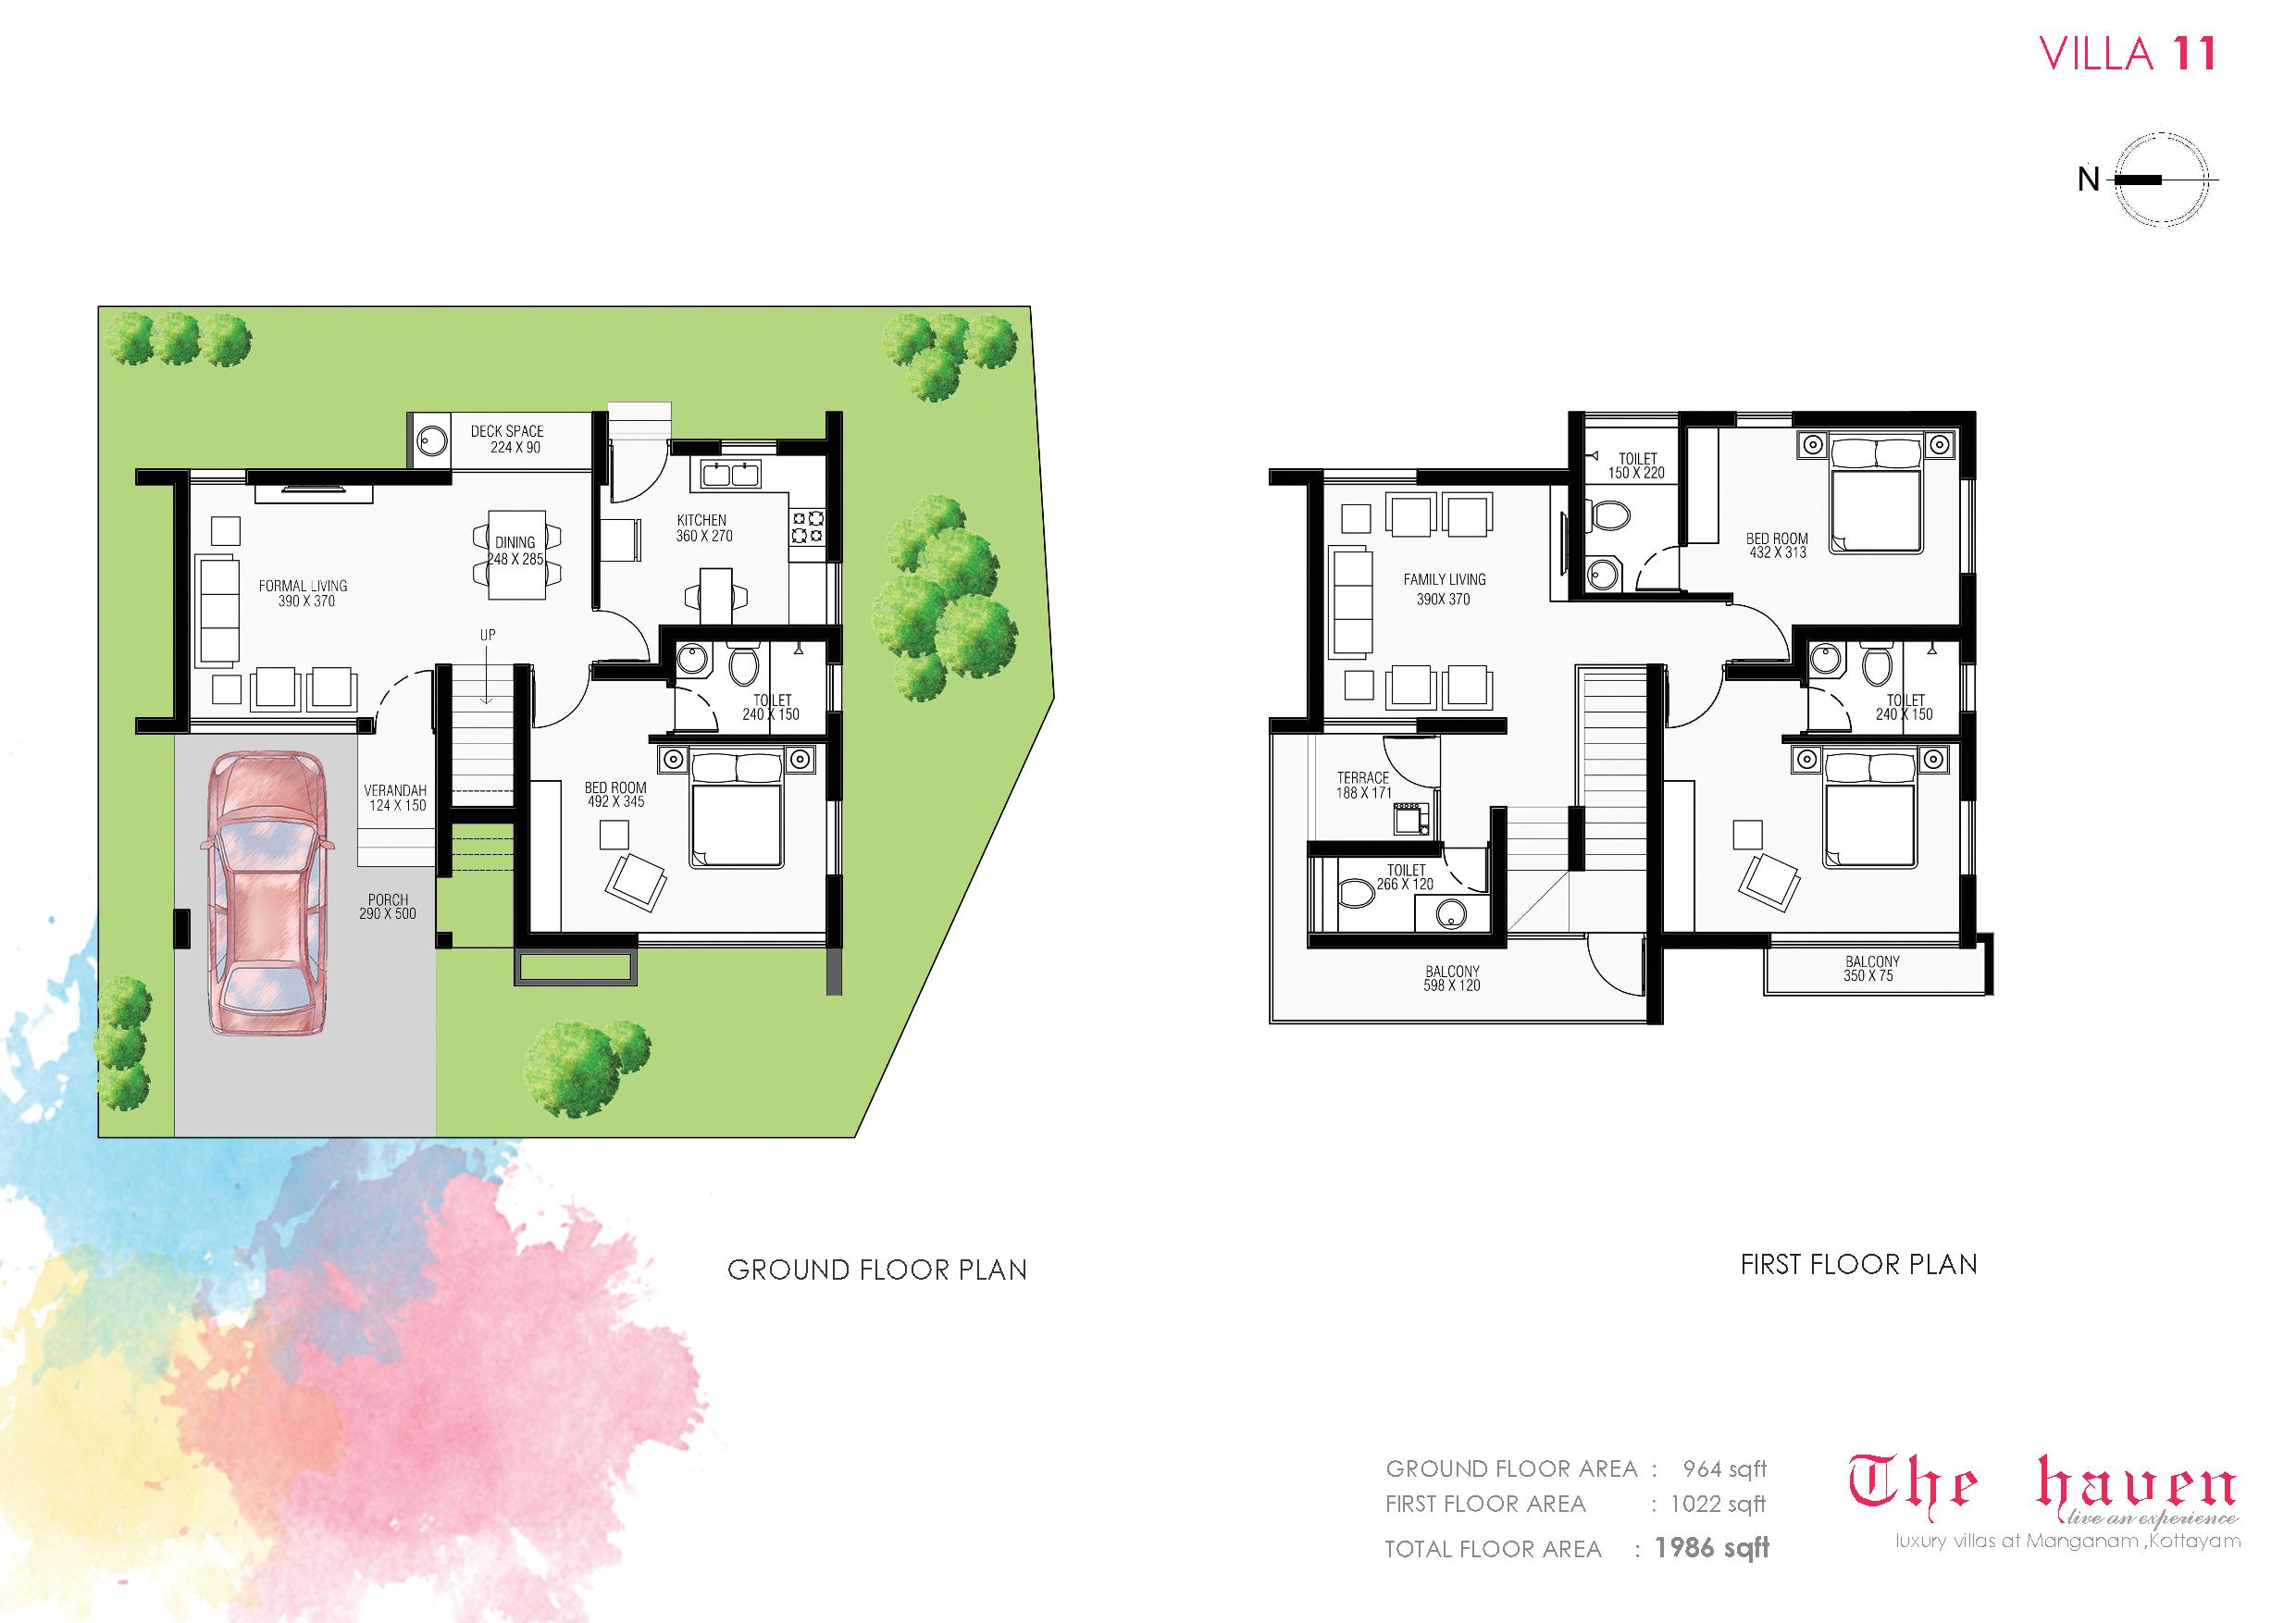 VILLA 11
N
DECK SPACE
224 X 90
KITCHEN
360 X 270
DINING
248 X 285
FORMAL LIVING
390 X 370
UP
TOILET
240 X 150
BED ROOM
492 X 345
VERANDAH
124 X 150
PORCH
290 X 500
GROUND FLOOR PLAN
TOILET
150 X 220
BED ROOM
432 X 313
FAMILY LIVING
390X 370
TOILET
240 X 150
TERRACE
188 X 171
TOILET
266 X 120
BALCONY
598 X 120
BALCONY
350 X 75
FIRST FLOOR PLAN
GROUND FLOOR AREA : 964 sqft
FIRST FLOOR AREA : 1022 sqft
TOTAL FLOOR AREA : 1986 sqft
The haven
live an experience
luxury villas at Manganam ,Kottayam